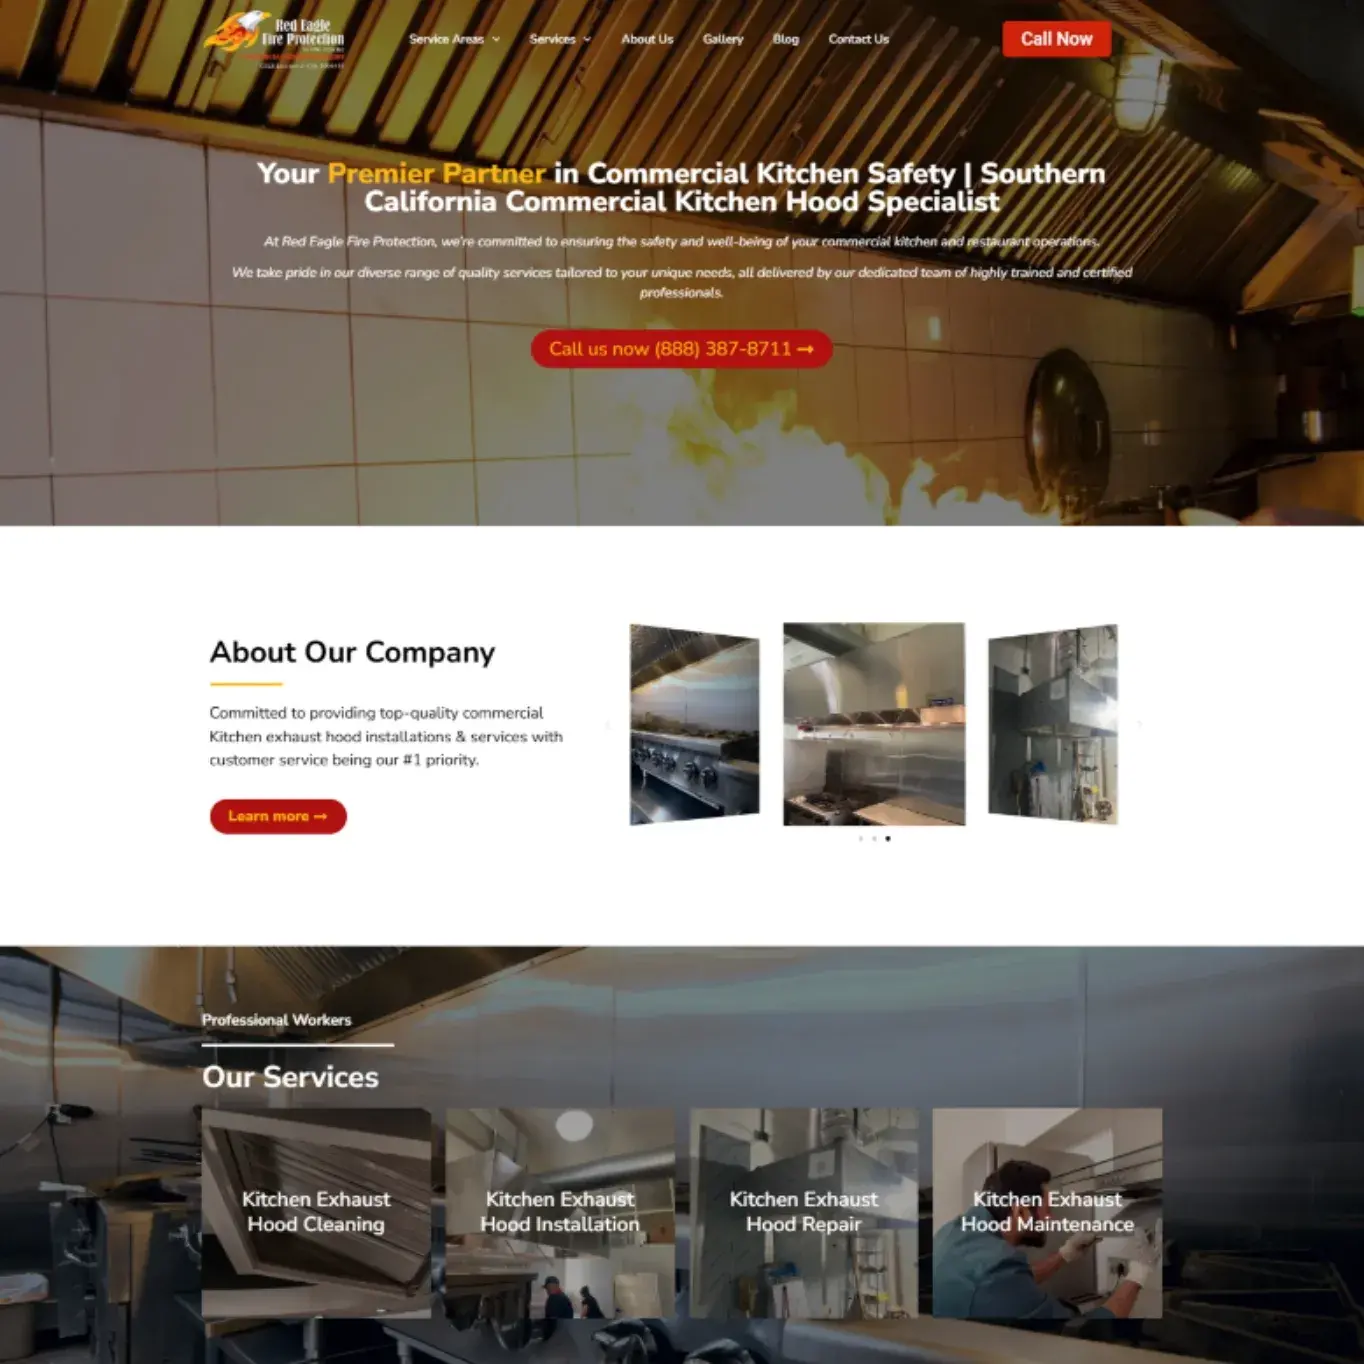 Red Eagle
Fire Protection
Service Areas
Services
About Us
Gallery
Blog
Contact Us
Call Now
Your Premier Partner in Commercial Kitchen Safety | Southern
California Commercial Kitchen Hood Specialist
At Red Eagle Fire Protection, we're committed to ensuring the safety and well-being of your commercial kitchen and restaurant operations.
We take pride in our diverse range of quality services tailored to your unique needs, all delivered by our dedicated team of highly trained and certified
professionals.
Call us now (888) 387-8711 →
About Our Company
Committed to providing top-quality commercial
Kitchen exhaust hood installations & services with
customer service being our #1 priority.
Learn more →
Professional Workers
Our Services
Kitchen Exhaust
Hood Cleaning
Kitchen Exhaust
Hood Installation
Kitchen Exhaust
Hood Repair
Kitchen Exhaust
Hood Maintenance